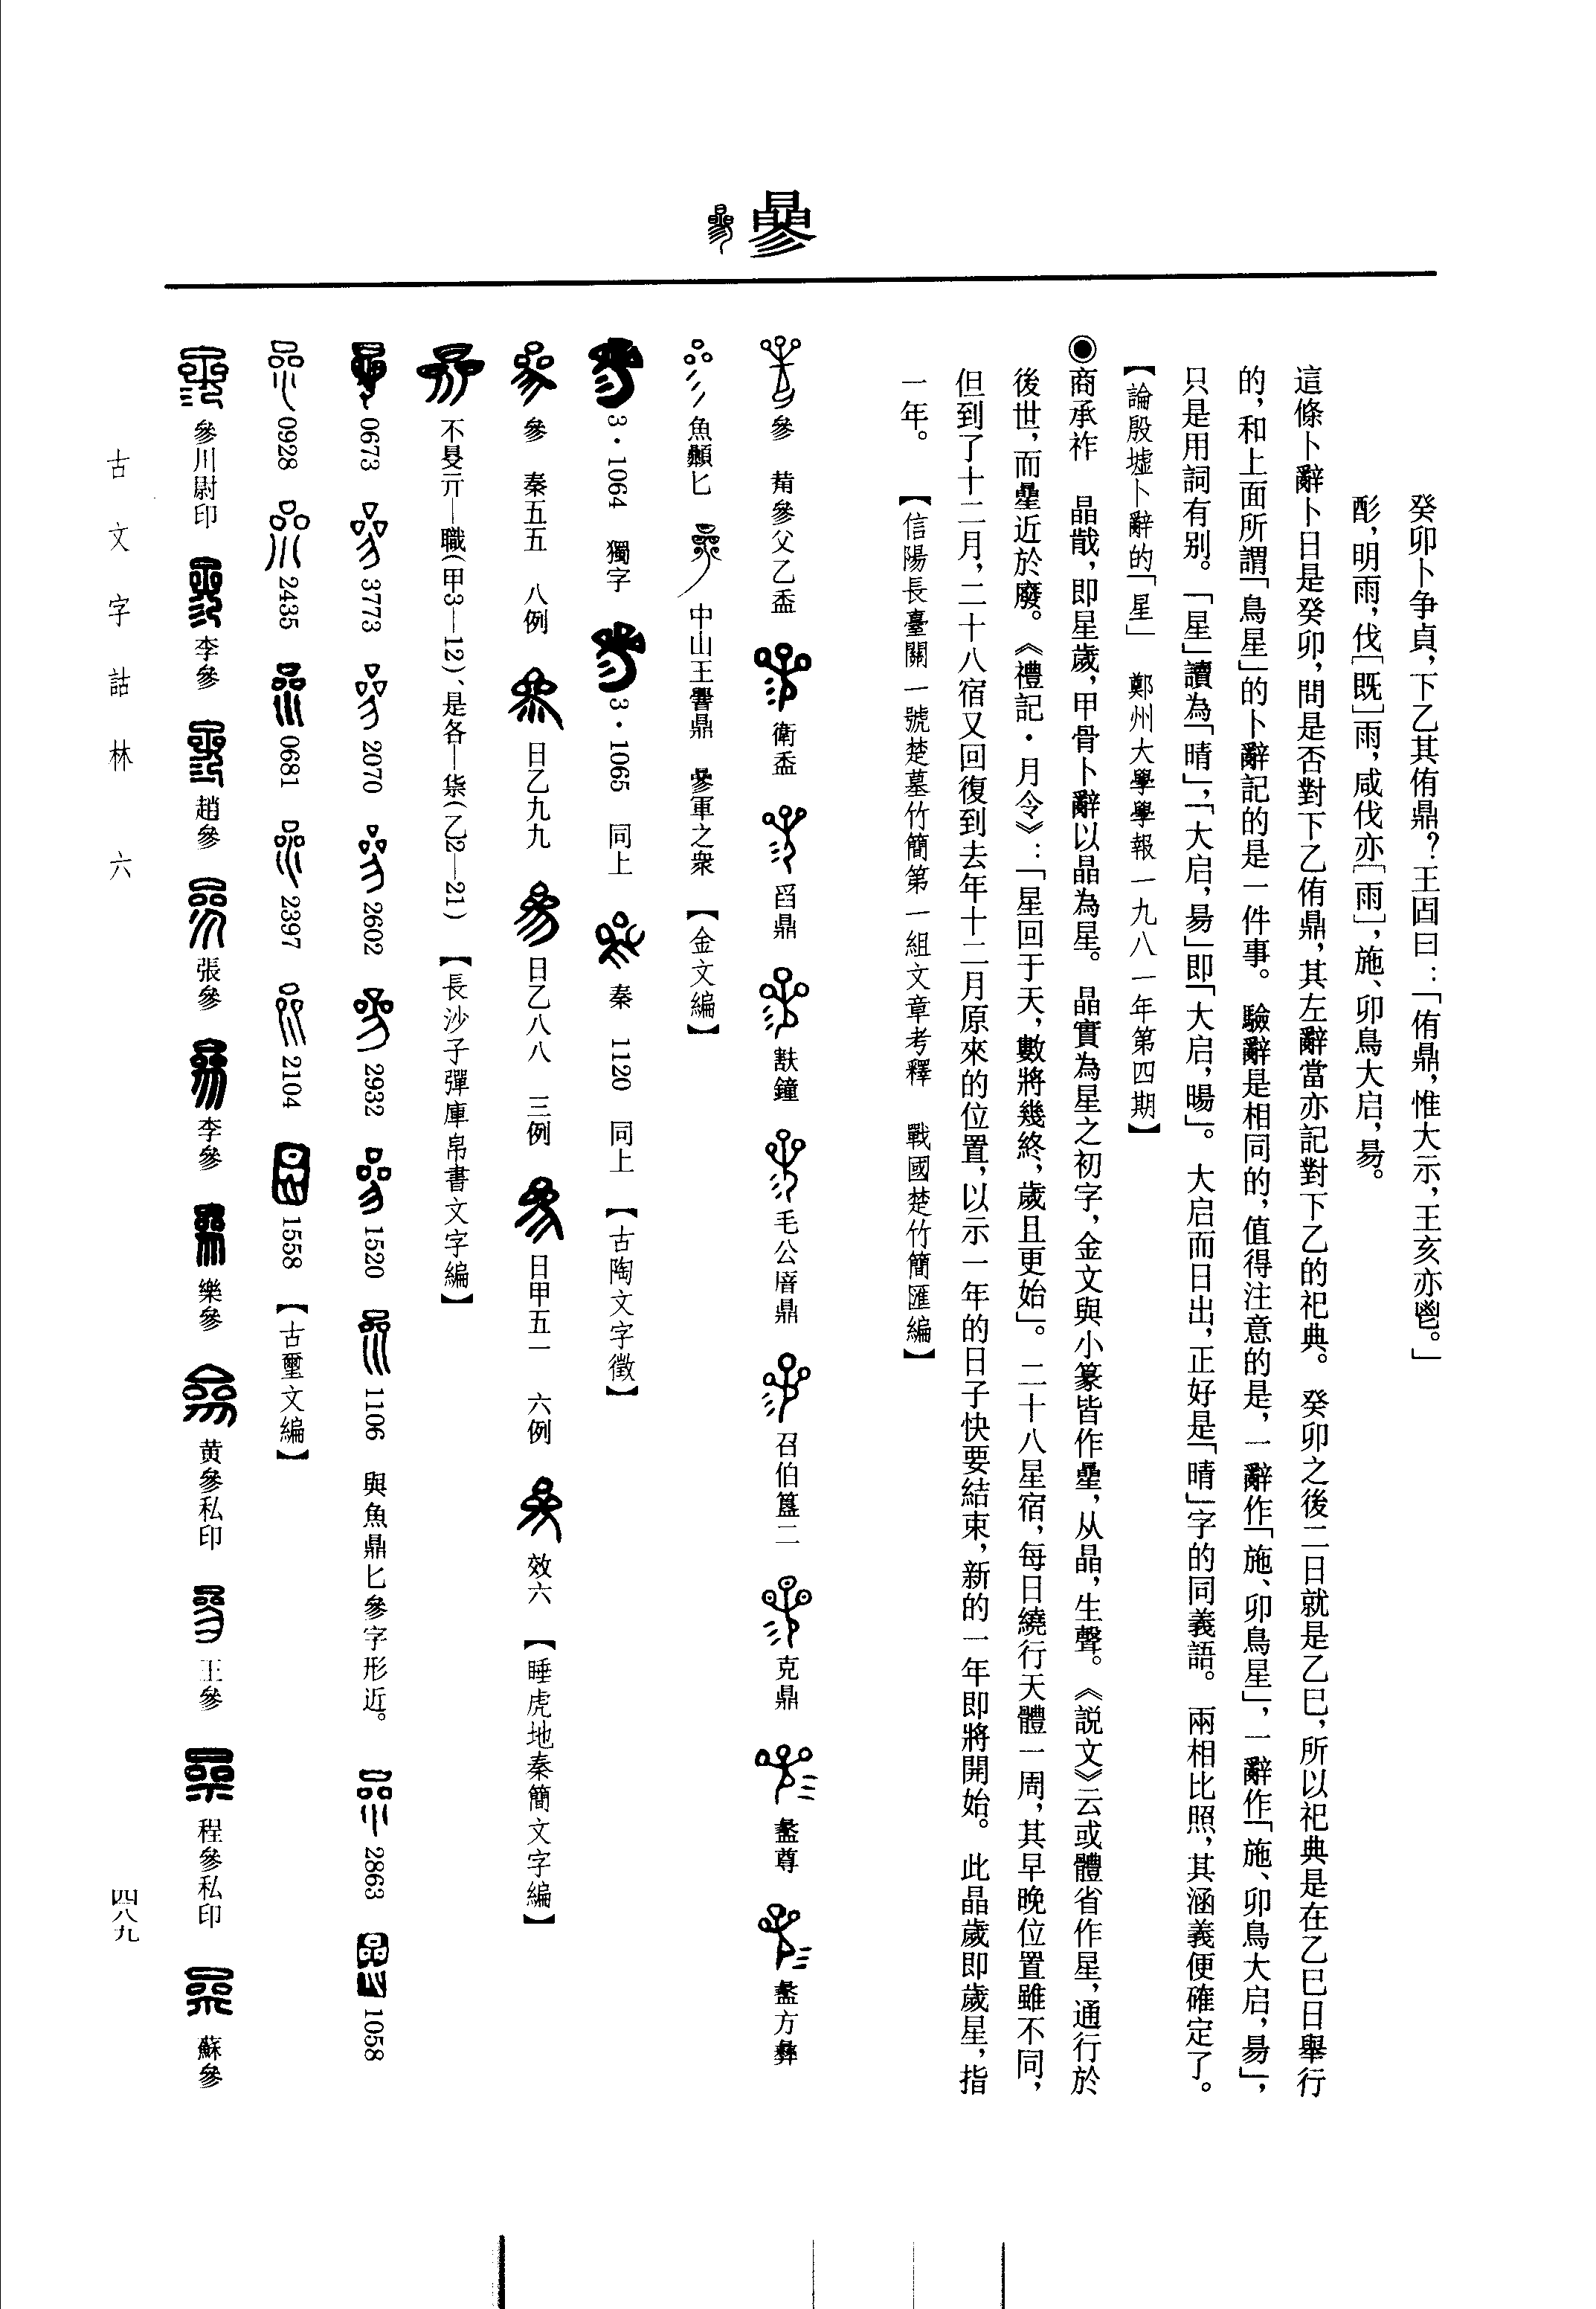 曑
癸卯卜争貞，下乙其侑鼎？王固曰：「侑鼎，惟大示，王亥亦鬯。」
酛，明雨，伐［既］雨，咸伐亦［雨］，施、卯鳥大启，昜。
這條卜辭卜日是癸卯，問是否對下乙侑鼎，其左辭當亦記對下乙的祀典。癸卯之後二日就是乙巳，所以祀典是在乙巳日舉行
的，和上面所謂「鳥星」的卜辭記的是一件事。驗辭是相同的，值得注意的是，一辭作「施、卯鳥星」，一辭作「施、卯鳥大启，昜」，
只是用詞有別。「星」讀為「晴」，「大启，昜」即「大启，暘」。大启而日出，正好是「晴」字的同義語。兩相比照，其涵義便確定了。
【論殷墟卜辭的「星」 鄭州大學學報一九八一年第四期】
◉商承祚 晶戠，即星歲，甲骨卜辭以晶為星。晶實為星之初字，金文與小篆皆作曐，从晶，生聲。《説文》云或體省作星，通行於
後世，而曐近於廢。《禮記·月令》：「星回于天，數將幾終，歲且更始」。二十八星宿，每日繞行天體一周，其早晚位置雖不同，
但到了十二月，二十八宿又回復到去年十二月原來的位置，以示一年的日子快要結束，新的一年即將開始。此晶歲即歲星，指
一年。 【信陽長臺關一號楚墓竹簡第一組文章考釋 戰國楚竹簡匯編】
參 䓝參父乙盉 衛盉 舀鼎 㝬鐘 毛公厝鼎 召伯簋二 克鼎 盠尊 盠方彝
魚顱匕 中山王䜭鼎 曑軍之衆 【金文編】
3·1064 獨字 3·1065 同上 秦 1120 同上 【古陶文字徵】
參 秦五五 八例 日乙九九 日乙八八 三例 日甲五一 六例 效六 【睡虎地秦簡文字編】
不旻亓—職（甲3—12）、是各—祡（乙2—21） 【長沙子彈庫帛書文字編】
0673 3773 2070 2602 2932 1520 1106 與魚鼎匕參字形近。 2863 1058
0928 2435 0681 2397 2104 1558 【古璽文編】
參川尉印 李參 趙參 張參 李參 樂參 黄參私印 王參 程參私印 蘇參
古文字詁林 六
四八九